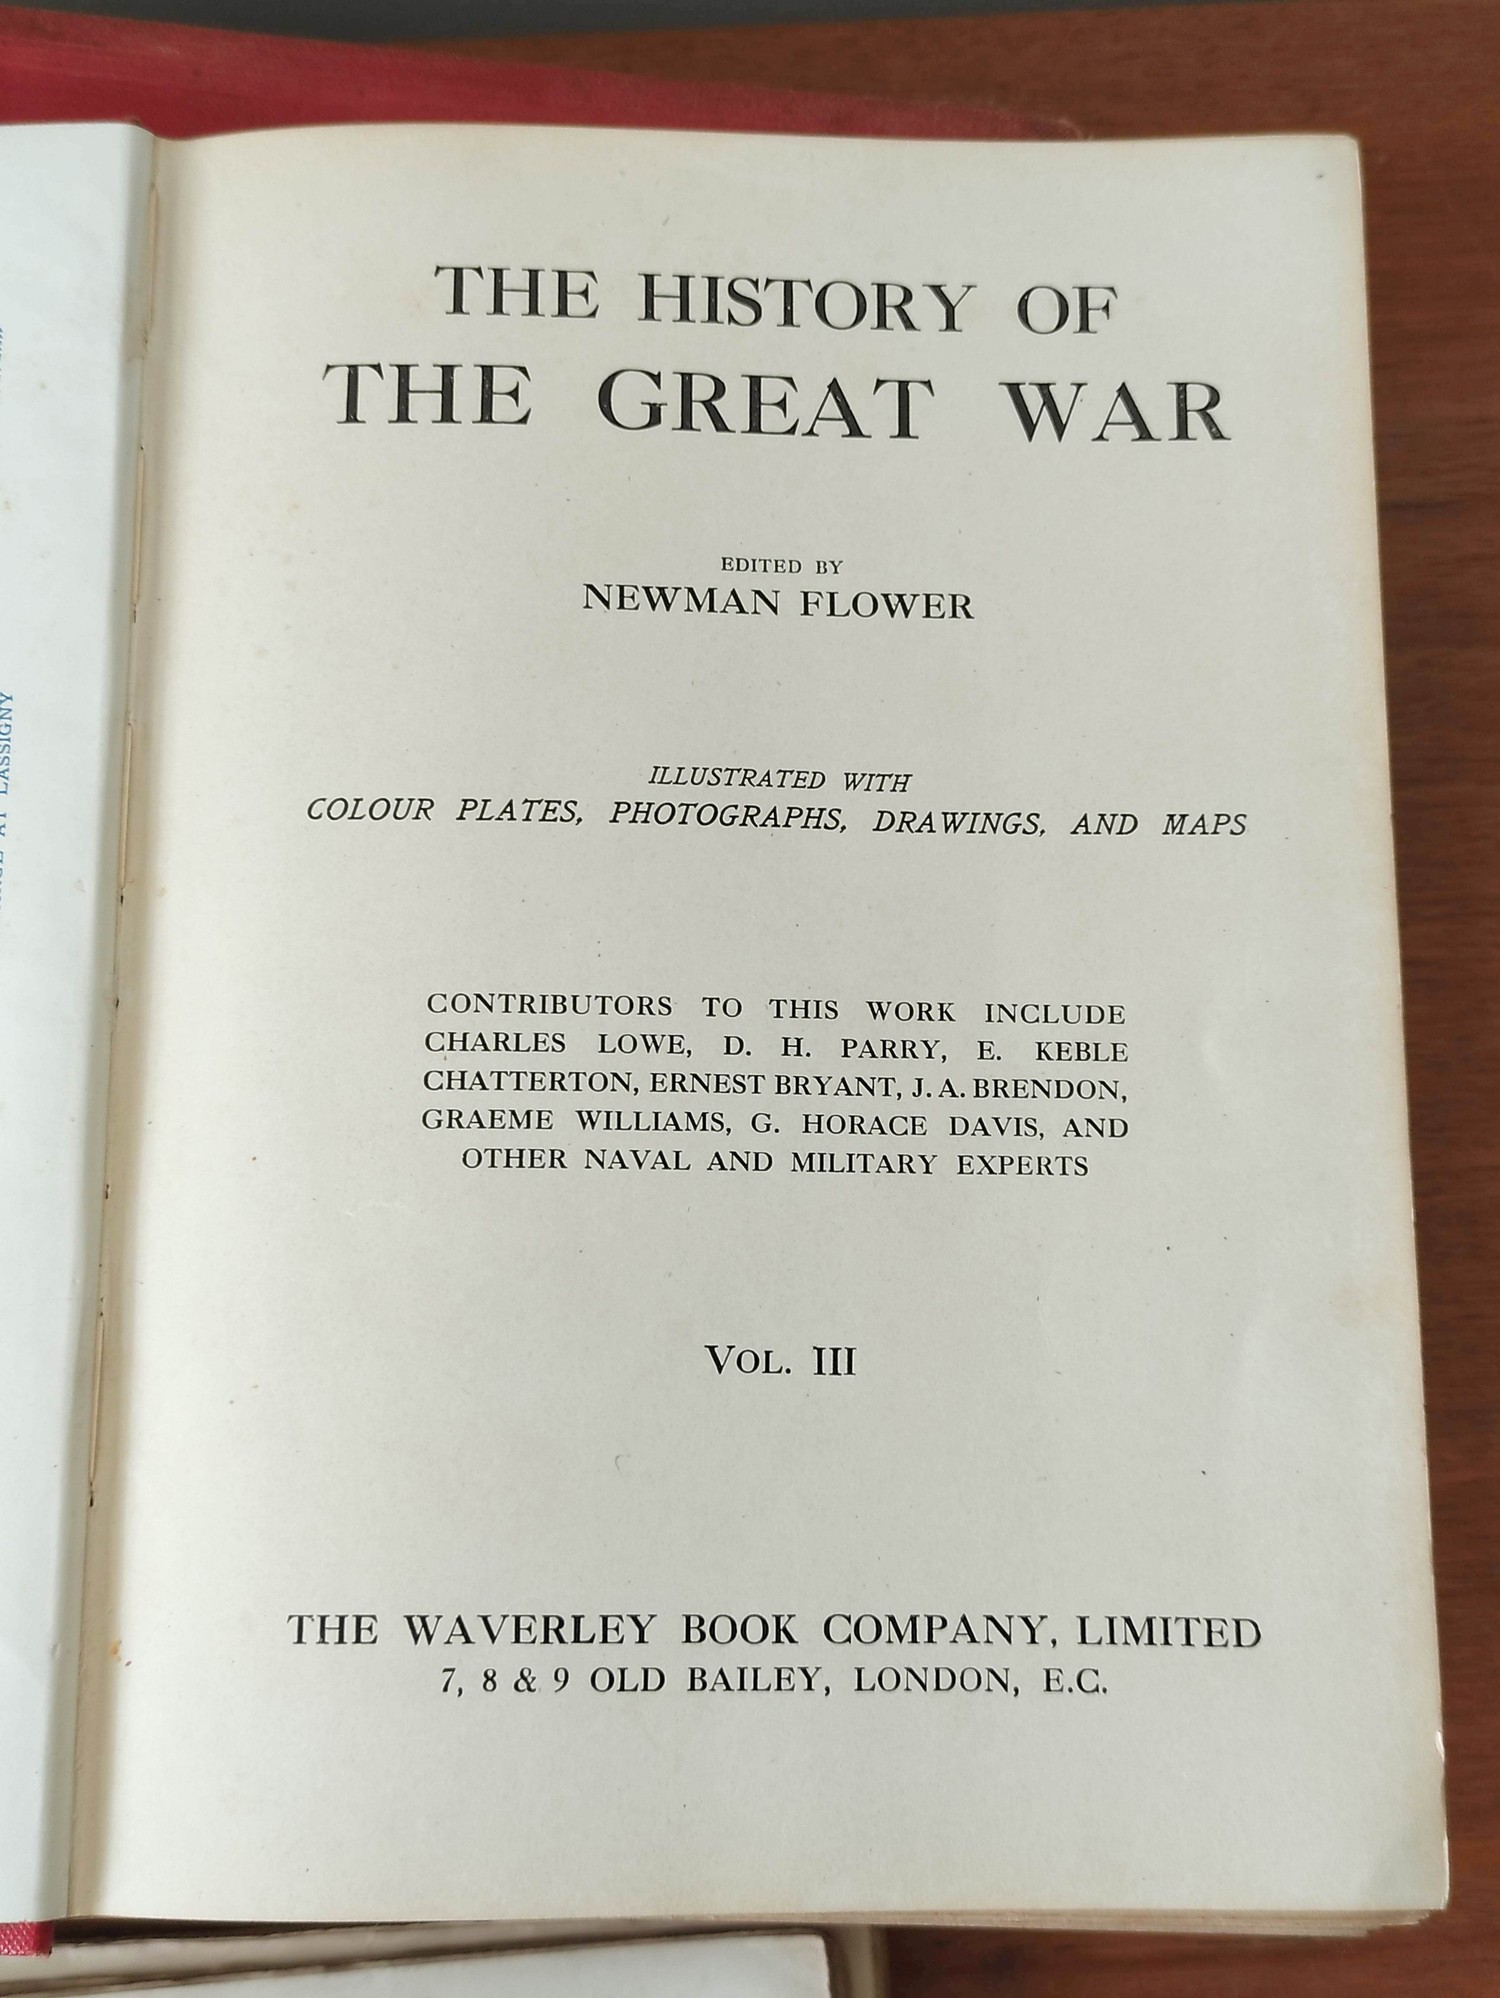 THE HISTORY OF
THE GREAT WAR
EDITED BY
NEWMAN FLOWER
ILLUSTRATED WITH
COLOUR PLATES, PHOTOGRAPHS, DRAWINGS, AND MAPS
CONTRIBUTORS TO THIS WORK INCLUDE
CHARLES LOWE, D. H. PARRY, E. KEBLE
CHATTERTON, ERNEST BRYANT, J. A. BRENDON,
GRAEME WILLIAMS, G. HORACE DAVIS, AND
OTHER NAVAL AND MILITARY EXPERTS
VOL. III
THE WAVERLEY BOOK COMPANY, LIMITED
7, 8 & 9 OLD BAILEY, LONDON, E.C.
AT LASSIGNY